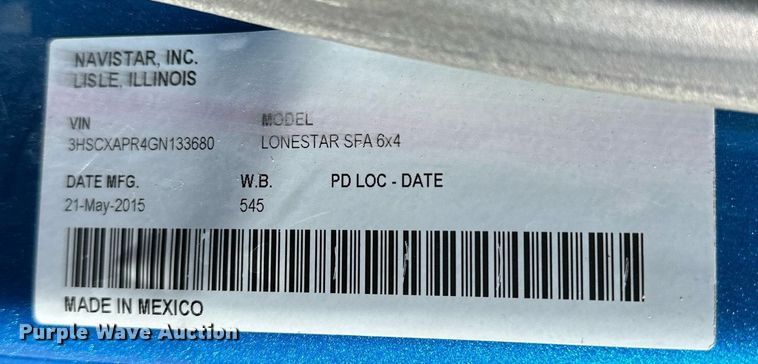 NAVISTAR, INC.
LISLE, ILLINOIS
VIN MODEL
3HSCXAPR4GN133680 LONESTAR SFA 6x4
DATE MFG. W.B. PD LOC - DATE
21-May-2015 545
MADE IN MEXICO
Purple Wave Auction